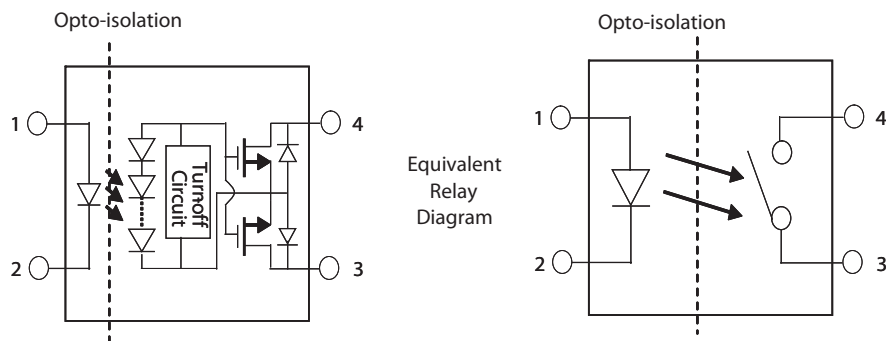 Opto-isolation
1
2
4
3
Turnoff
Circuit
Equivalent
Relay
Diagram
Opto-isolation
1
2
4
3